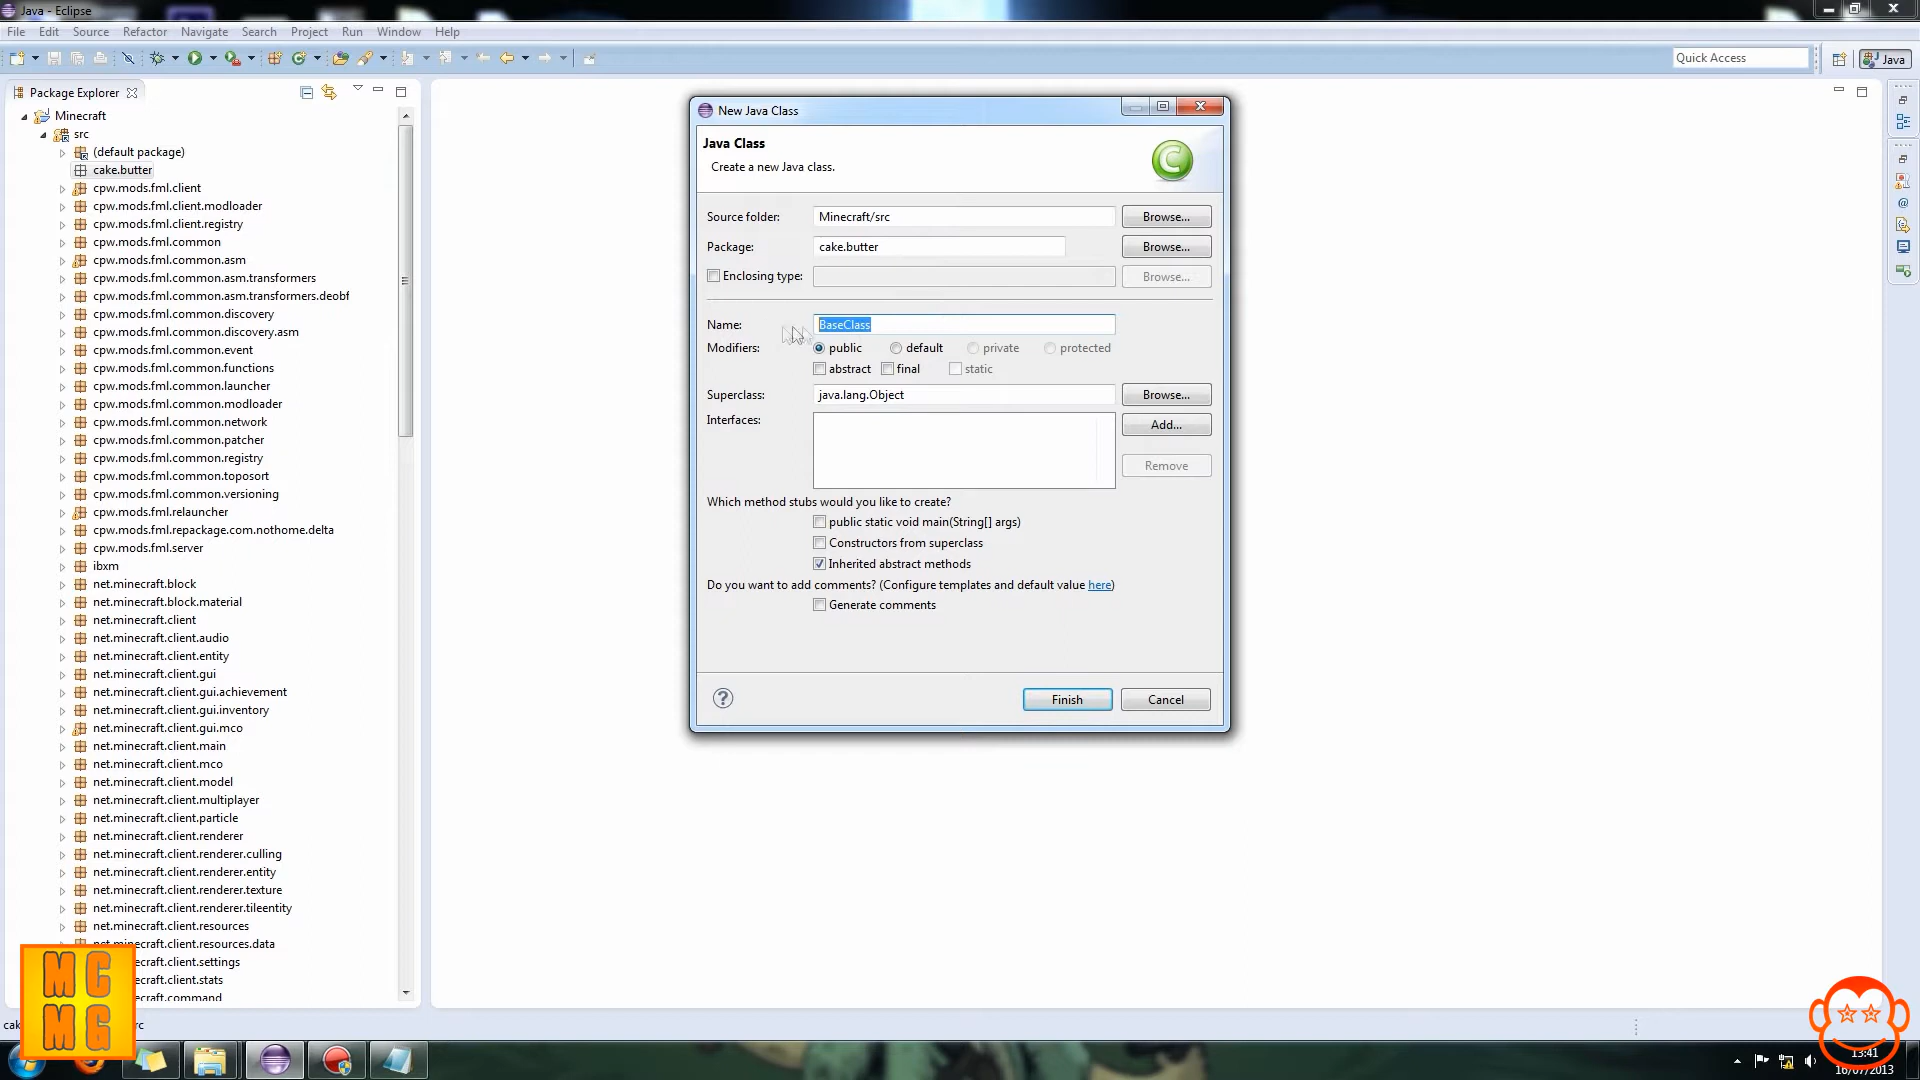 Java - Eclipse
File Edit Source Refactor Navigate Search Project Run Window Help
Quick Access
Java
Package Explorer
Minecraft
src
(default package)
cake.butter
cpw.mods.fml.client
cpw.mods.fml.client.modloader
cpw.mods.fml.client.registry
cpw.mods.fml.common
cpw.mods.fml.common.asm
cpw.mods.fml.common.asm.transformers
cpw.mods.fml.common.asm.transformers.deobf
cpw.mods.fml.common.discovery
cpw.mods.fml.common.discovery.asm
cpw.mods.fml.common.event
cpw.mods.fml.common.functions
cpw.mods.fml.common.launcher
cpw.mods.fml.common.modloader
cpw.mods.fml.common.network
cpw.mods.fml.common.patcher
cpw.mods.fml.common.registry
cpw.mods.fml.common.toposort
cpw.mods.fml.common.versioning
cpw.mods.fml.relauncher
cpw.mods.fml.repackage.com.nothome.delta
cpw.mods.fml.server
ibxm
net.minecraft.block
net.minecraft.block.material
net.minecraft.client
net.minecraft.client.audio
net.minecraft.client.entity
net.minecraft.client.gui
net.minecraft.client.gui.achievement
net.minecraft.client.gui.inventory
net.minecraft.client.gui.mco
net.minecraft.client.main
net.minecraft.client.mco
net.minecraft.client.model
net.minecraft.client.multiplayer
net.minecraft.client.particle
net.minecraft.client.renderer
net.minecraft.client.renderer.culling
net.minecraft.client.renderer.entity
net.minecraft.client.renderer.texture
net.minecraft.client.renderer.tileentity
net.minecraft.client.resources
necraft.client.resources.data
ecraft.client.settings
ecraft.client.stats
ecraft.command
New Java Class
Java Class
Create a new Java class.
C
Source folder: Minecraft/src Browse...
Package: cake.butter Browse...
Enclosing type: Browse...
Name: BaseClass
Modifiers: public default private protected
abstract final static
Superclass: java.lang.Object Browse...
Interfaces: Add...
Remove
Which method stubs would you like to create?
public static void main(String[] args)
Constructors from superclass
Inherited abstract methods
Do you want to add comments? (Configure templates and default value here)
Generate comments
? Finish Cancel
MC
MG
13:41
16/07/2013